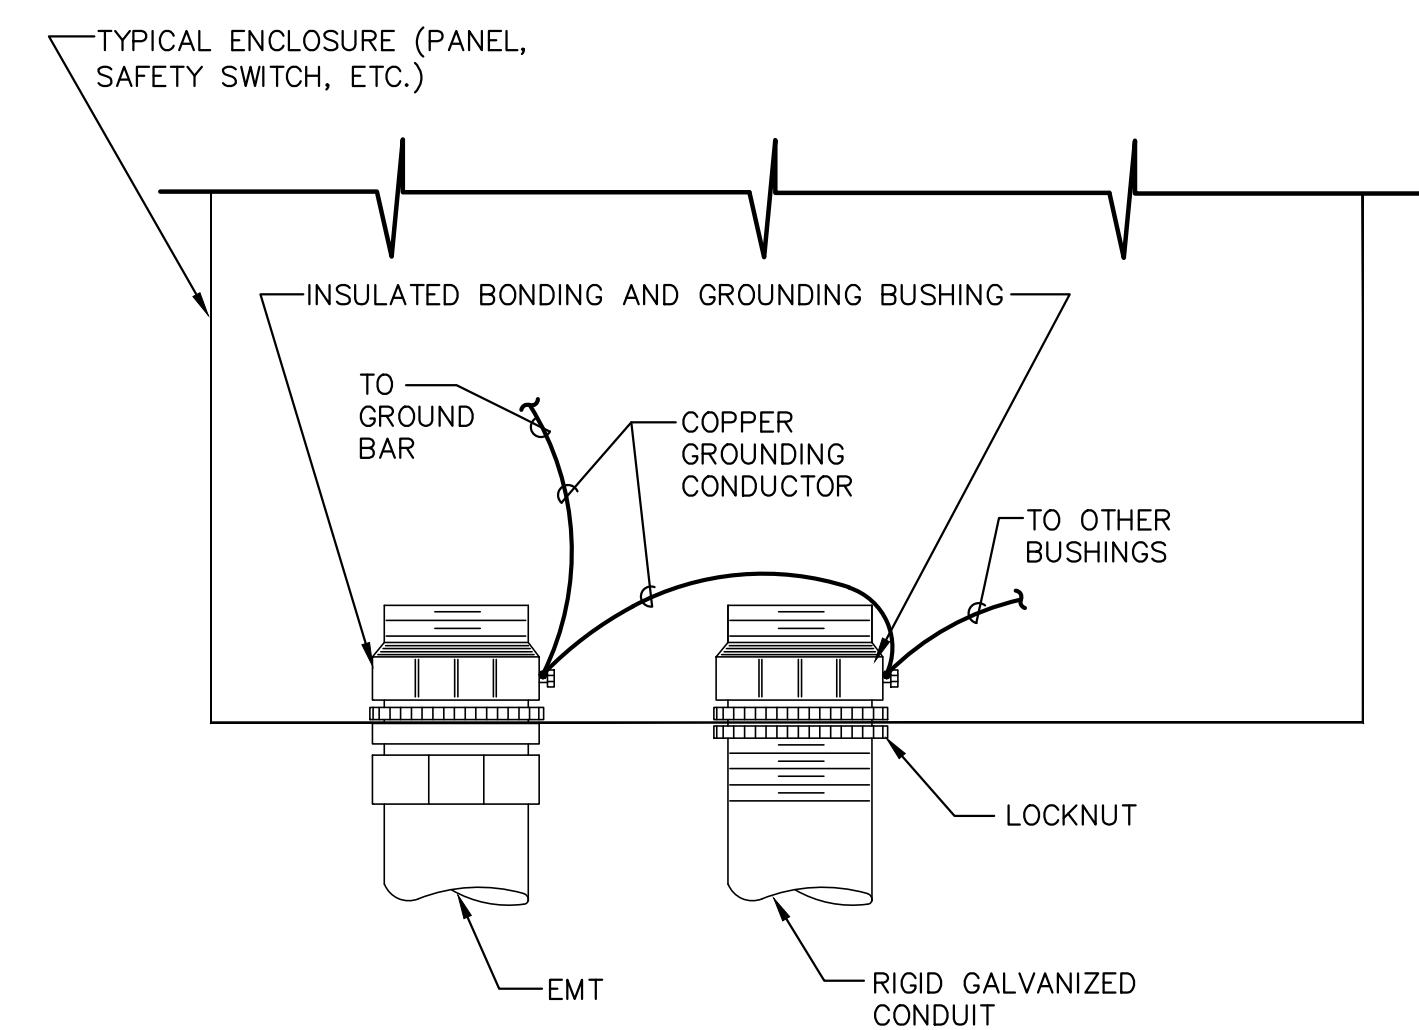 TYPICAL ENCLOSURE (PANEL,
SAFETY SWITCH, ETC.)
INSULATED BONDING AND GROUNDING BUSHING
TO
GROUND
BAR
COPPER
GROUNDING
CONDUCTOR
TO OTHER
BUSHINGS
LOCKNUT
EMT
RIGID GALVANIZED
CONDUIT